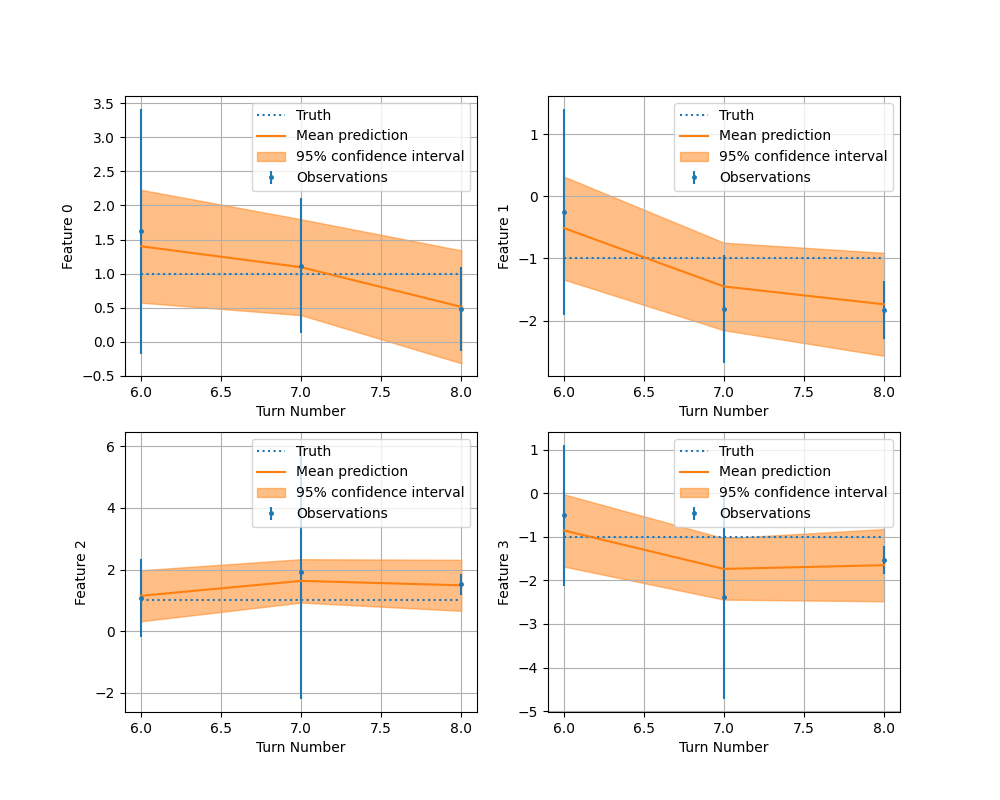 3.5
3.0
2.5
2.0
1.5
1.0
0.5
0.0
−0.5
Feature 0
Truth
Mean prediction
95% confidence interval
Observations
6.0 6.5 7.0 7.5 8.0
Turn Number
1
0
−1
−2
Feature 1
Truth
Mean prediction
95% confidence interval
Observations
6.0 6.5 7.0 7.5 8.0
Turn Number
6
4
2
0
−2
Feature 2
Truth
Mean prediction
95% confidence interval
Observations
6.0 6.5 7.0 7.5 8.0
Turn Number
1
0
−1
−2
−3
−4
−5
Feature 3
Truth
Mean prediction
95% confidence interval
Observations
6.0 6.5 7.0 7.5 8.0
Turn Number